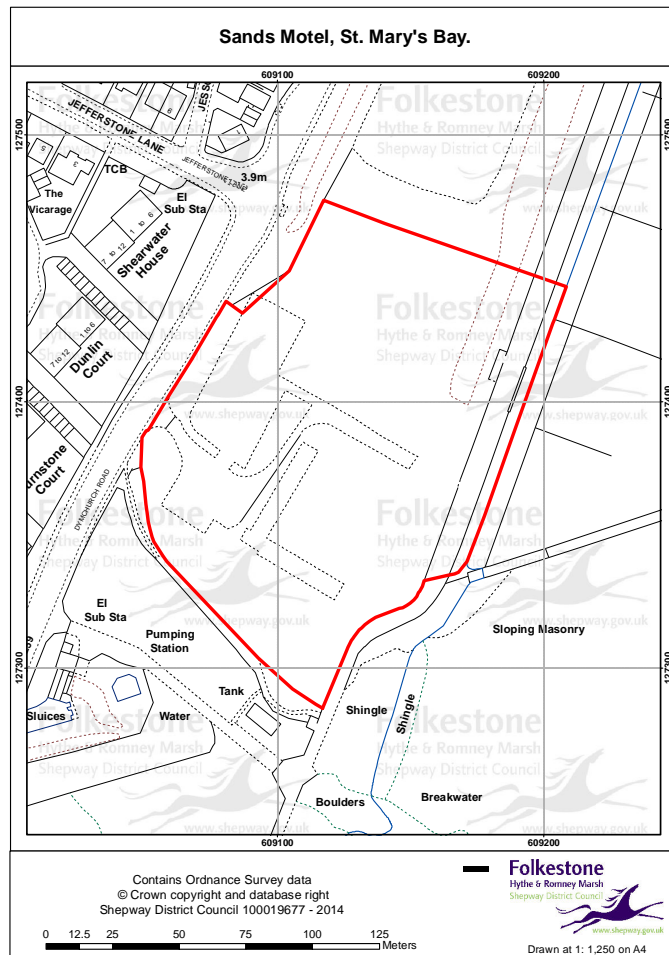 Sands Motel, St. Mary's Bay.
609100
609200
127500
127500
JEFFERSTONE LANE
9
1
5
3
TCB
JEFFERSTONE LANE
3.9m
The
Vicarage
El
Sub Sta
1 to 6
7 to 12
Shearwater
House
1 to 6
7 to 12
Dunlin
Court
127400
127400
Court
DYMCHURCH ROAD
El
Sub Sta
Pumping
Station
Sloping Masonry
127300
127300
Tank
Sluices
Water
Shingle
Shingle
Boulders
Breakwater
609100
609200
Folkestone
Hythe & Romney Marsh
Shepway District Council
www.shepway.gov.uk
Contains Ordnance Survey data
© Crown copyright and database right
Shepway District Council 100019677 - 2014
0 12.5 25 50 75 100 125
Meters
Folkestone
Hythe & Romney Marsh
Shepway District Council
www.shepway.gov.uk
Drawn at 1: 1,250 on A4